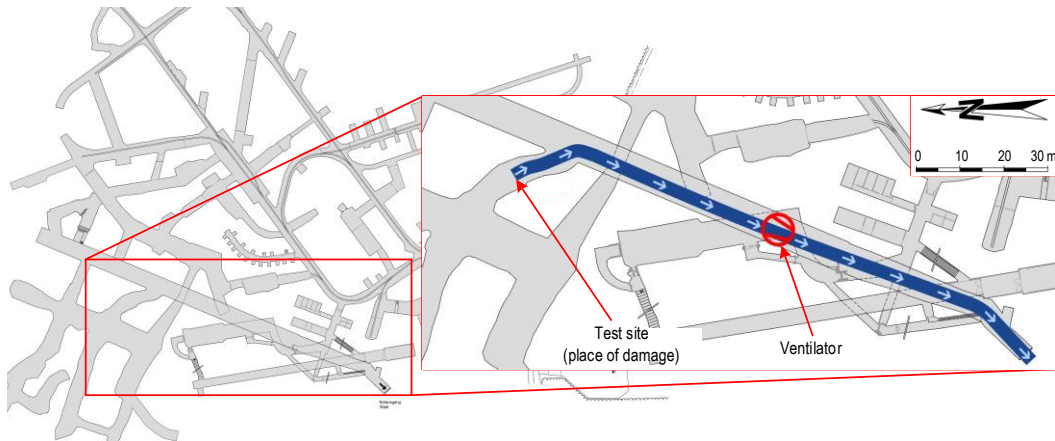 N
0 10 20 30 m
Test site
(place of damage)
Ventilator